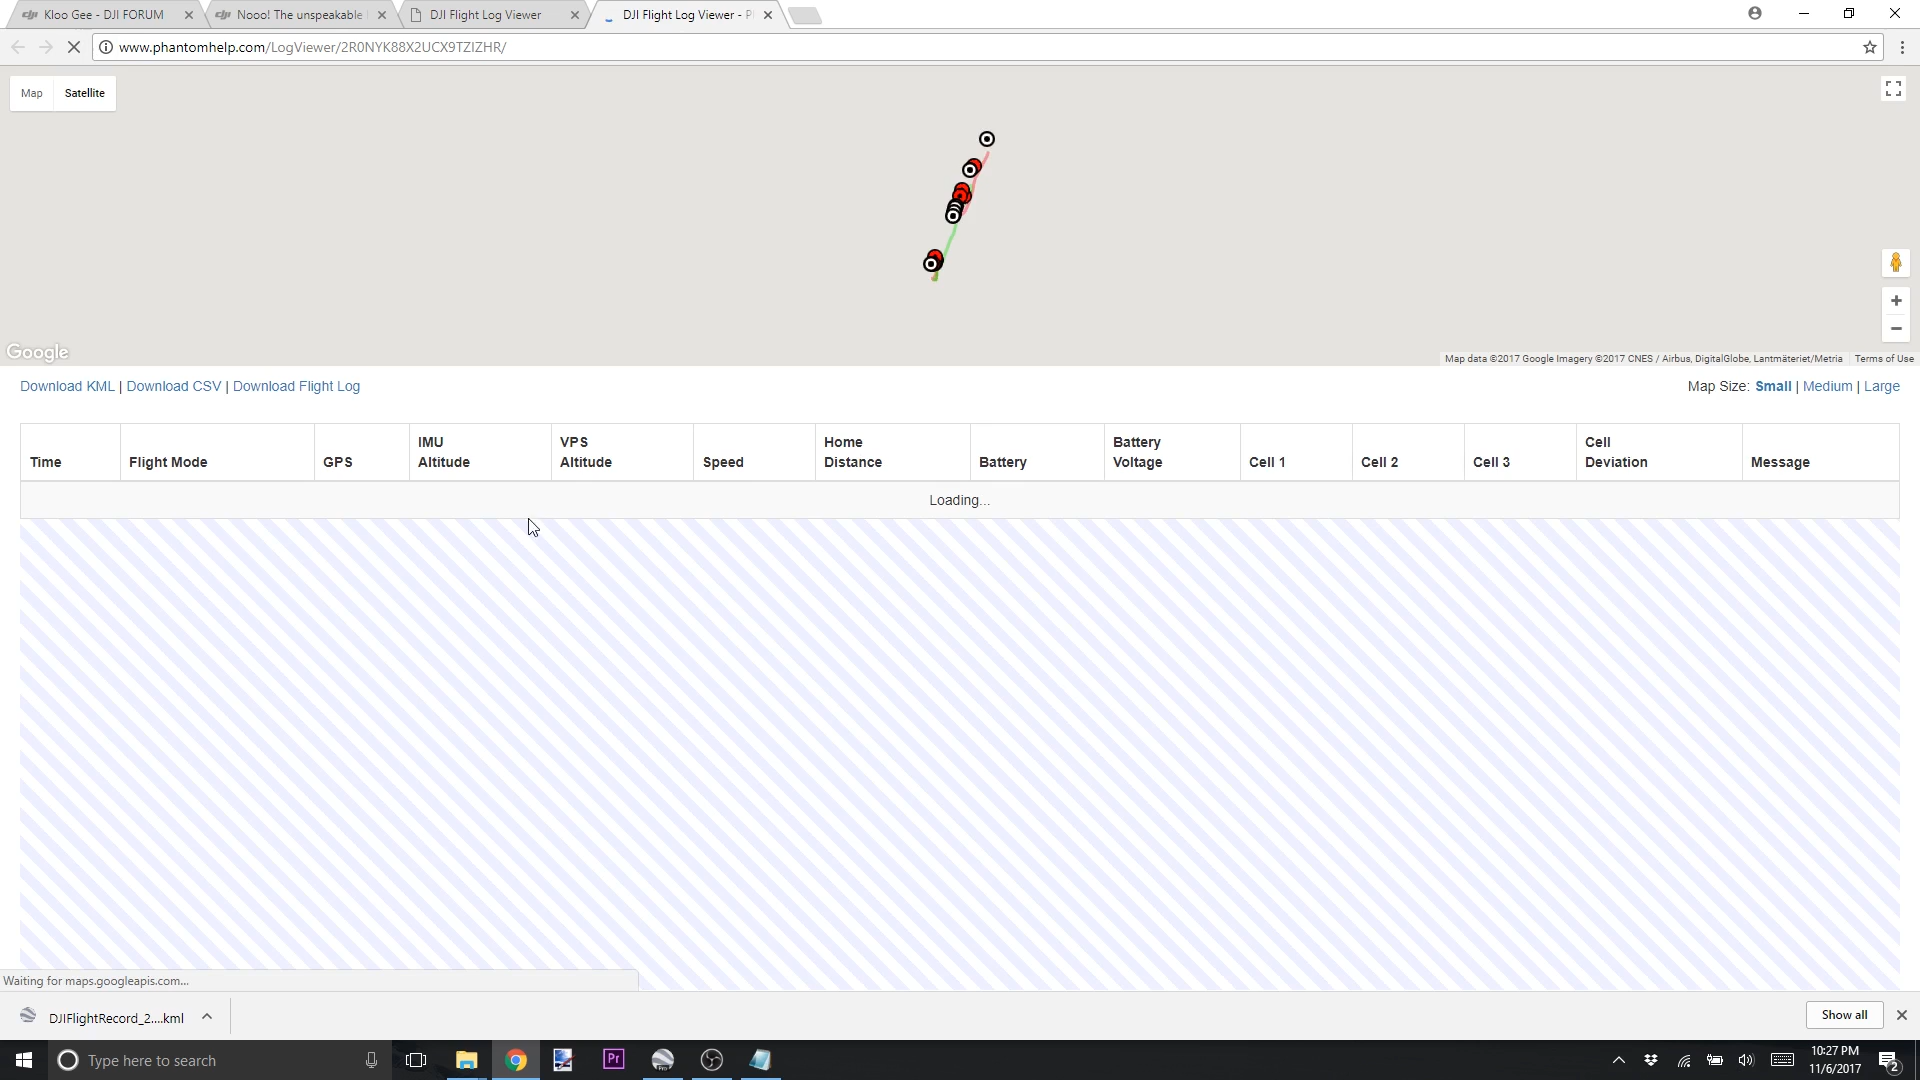 Kloo Gee - DJI FORUM
Nooo! The unspeakable
DJI Flight Log Viewer
DJI Flight Log Viewer - P
www.phantomhelp.com/LogViewer/2R0NYK88X2UCX9TZIZHR/
Map Satellite
Google
Map data ©2017 Google Imagery ©2017 CNES / Airbus, DigitalGlobe, Lantmäteriet/Metria Terms of Use
Download KML | Download CSV | Download Flight Log
Map Size: Small | Medium | Large
Time Flight Mode GPS IMU Altitude VPS Altitude Speed Home Distance Battery Battery Voltage Cell 1 Cell 2 Cell 3 Cell Deviation Message
Loading...
Waiting for maps.googleapis.com...
DJIFlightRecord_2....kml
Show all
Type here to search
Pr
10:27 PM
11/6/2017
2